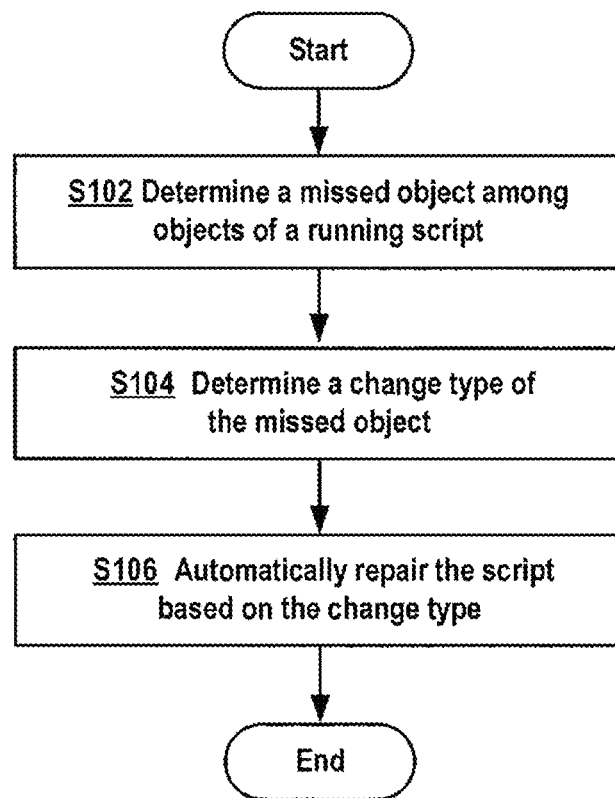 Start
S102 Determine a missed object among
objects of a running script
S104 Determine a change type of
the missed object
S106 Automatically repair the script
based on the change type
End